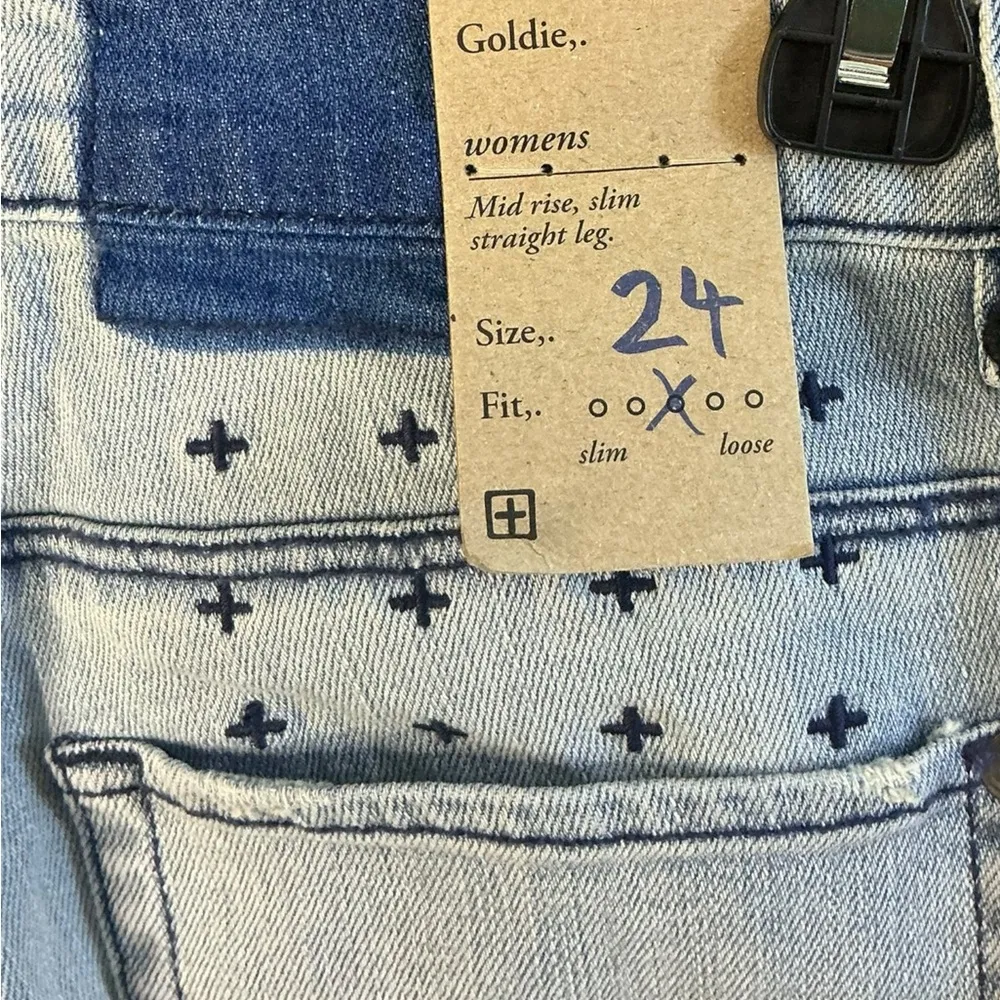 Goldie,.
womens
Mid rise, slim
straight leg.
Size,. 24
Fit,. X
slim loose